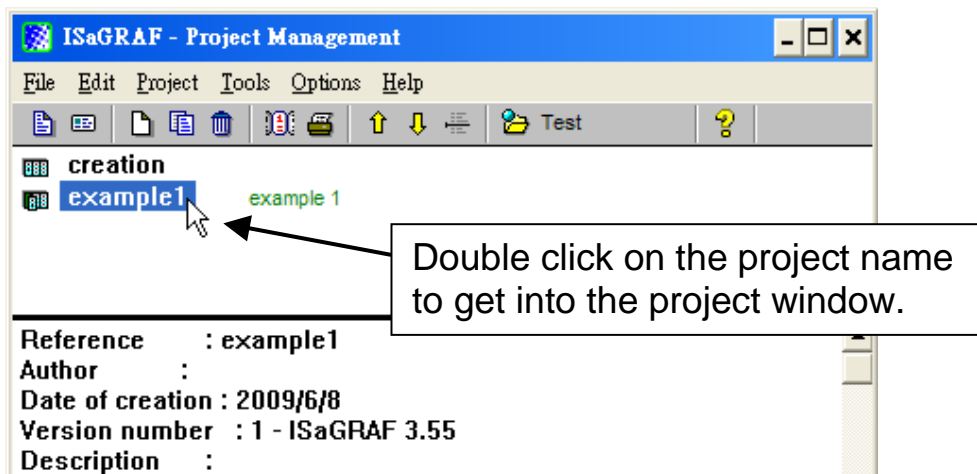 ISaGRAF - Project Management
File Edit Project Tools Options Help
Test
creation
example1 example 1
Double click on the project name
to get into the project window.
Reference : example1
Author :
Date of creation : 2009/6/8
Version number : 1 - ISaGRAF 3.55
Description :